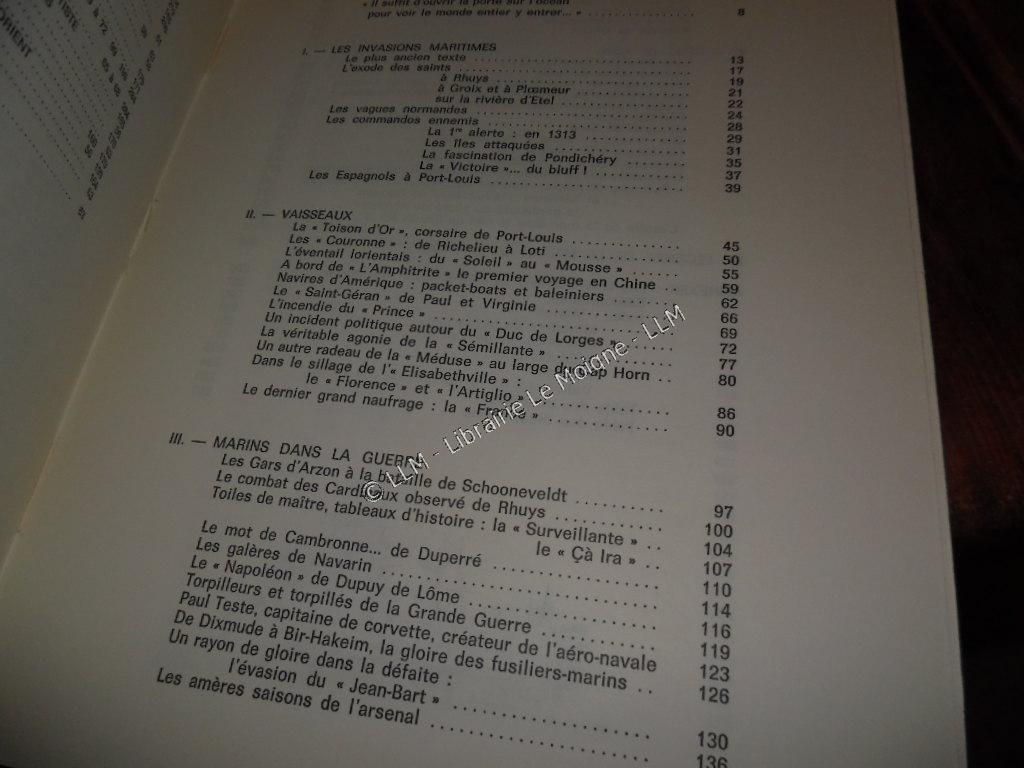 « Il suffit d'ouvrir la porte sur l'océan
pour voir le monde entier y entrer... » 8
I. — LES INVASIONS MARITIMES
Le plus ancien texte 13
L'exode des saints 17
à Rhuys 19
à Groix et à Plœmeur 21
sur la rivière d'Etel 22
Les vagues normandes 24
Les commandos ennemis 28
La 1re alerte : en 1313 29
Les îles attaquées 31
La fascination de Pondichéry 35
La « Victoire »... du bluff ! 37
Les Espagnols à Port-Louis 39
II. — VAISSEAUX
La « Toison d'Or », corsaire de Port-Louis 45
Les « Couronne » : de Richelieu à Loti 50
L'éventail lorientais : du « Soleil » au « Mousse » 55
A bord de « L'Amphitrite » le premier voyage en Chine 59
Navires d'Amérique : packet-boats et baleiniers 62
Le « Saint-Géran » de Paul et Virginie 66
L'incendie du « Prince » 69
Un incident politique autour du « Duc de Lorges » 72
La véritable agonie de la « Sémillante » 77
Un autre radeau de la « Méduse » au large du Cap Horn 80
Dans le sillage de l'« Elisabethville » :
le « Florence » et « l'Artiglio » 86
Le dernier grand naufrage : la « France » 90
III. — MARINS DANS LA GUERRE
Les Gars d'Arzon à la bataille de Schooneveldt 97
Le combat des Cardinaux observé de Rhuys 100
Toiles de maître, tableaux d'histoire : la « Surveillante » 104
le « Çà Ira » 107
Le mot de Cambronne... de Duperré 110
Les galères de Navarin 114
Le « Napoléon » de Dupuy de Lôme 116
Torpilleurs et torpillés de la Grande Guerre 119
Paul Teste, capitaine de corvette, créateur de l'aéro-navale 123
De Dixmude à Bir-Hakeim, la gloire des fusiliers-marins 126
Un rayon de gloire dans la défaite :
l'évasion du « Jean-Bart » 130
Les amères saisons de l'arsenal 136
© LLM - Librairie Le Moigne - LLM